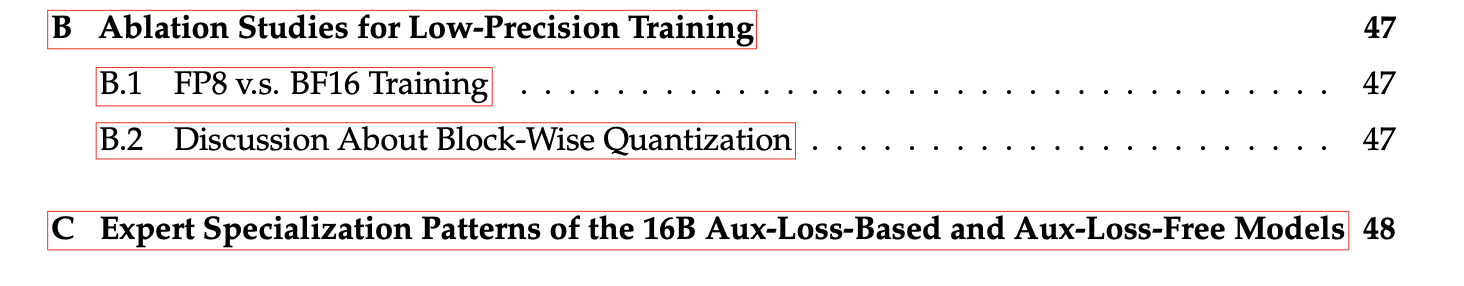 B Ablation Studies for Low-Precision Training 47
B.1 FP8 v.s. BF16 Training . . . . . . . . . . . . . . . . . . . . . . . . . . . . . . . . . . 47
B.2 Discussion About Block-Wise Quantization . . . . . . . . . . . . . . . . . . . . . . 47
C Expert Specialization Patterns of the 16B Aux-Loss-Based and Aux-Loss-Free Models 48